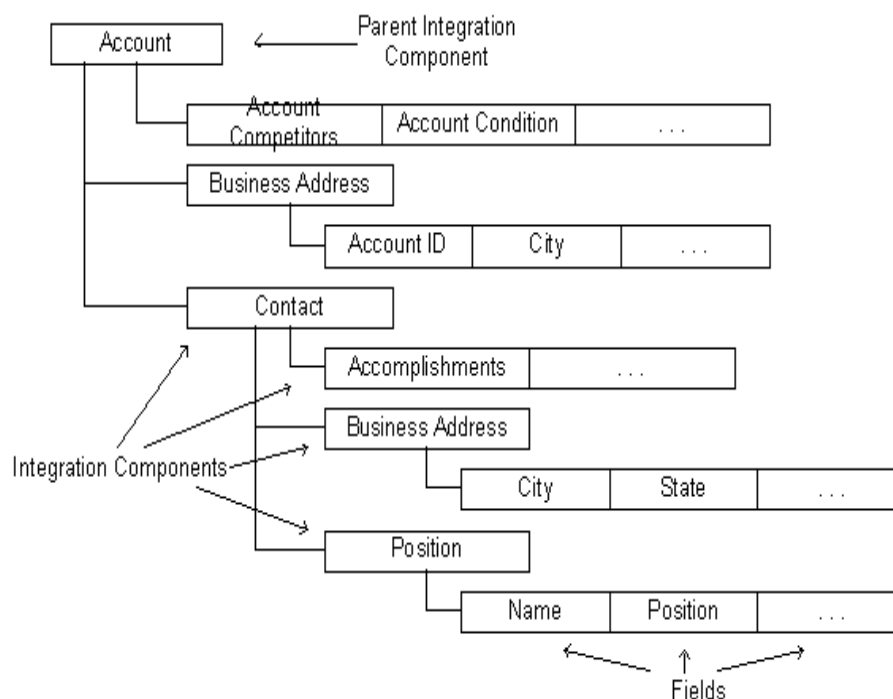 Account
Parent Integration
Component
Account
Competitors
Account Condition
. . .
Business Address
Account ID
City
. . .
Contact
Accomplishments
. . .
Business Address
Integration Components
City
State
. . .
Position
Name
Position
. . .
Fields